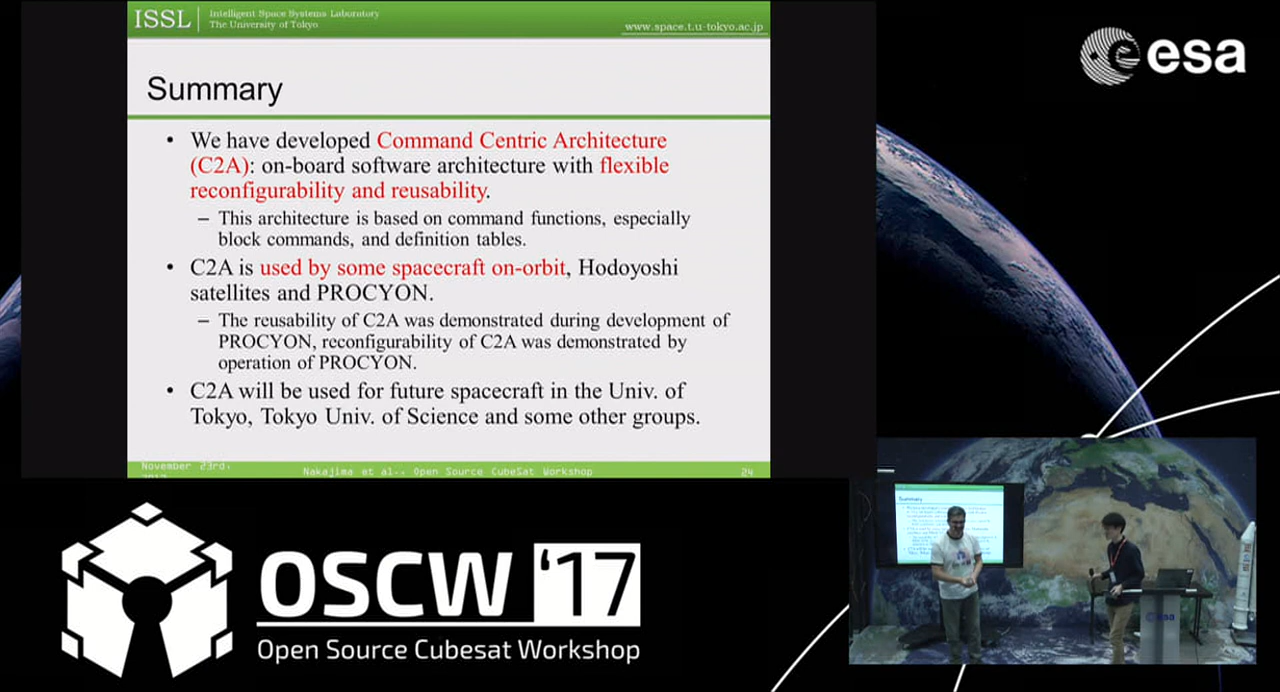 ISSL
Intelligent Space Systems Laboratory
The University of Tokyo
www.space.t.u-tokyo.ac.jp
esa
Summary
• We have developed Command Centric Architecture
(C2A): on-board software architecture with flexible
reconfigurability and reusability.
– This architecture is based on command functions, especially
block commands, and definition tables.
• C2A is used by some spacecraft on-orbit, Hodoyoshi
satellites and PROCYON.
– The reusability of C2A was demonstrated during development of
PROCYON, reconfigurability of C2A was demonstrated by
operation of PROCYON.
• C2A will be used for future spacecraft in the Univ. of
Tokyo, Tokyo Univ. of Science and some other groups.
November 23rd,
Nakajima et al., Open Source CubeSat Workshop
24
Summary
esa
OSCW '17
Open Source Cubesat Workshop